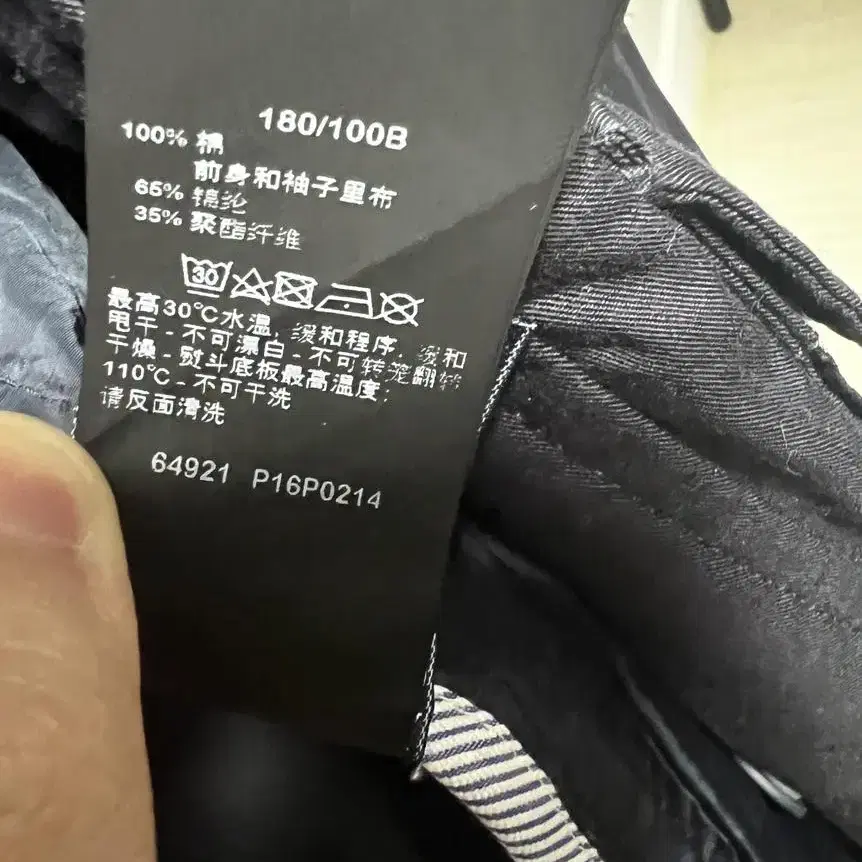 180/100B
100% 棉
前身和袖子里布
65% 锦纶
35% 聚酯纤维
30
最高30℃水温, 缓和程序, 缓和
甩干 - 不可漂白 - 不可转笼翻转
干燥 - 熨斗底板最高温度:
110℃ - 不可干洗
请反面清洗
64921 P16P0214